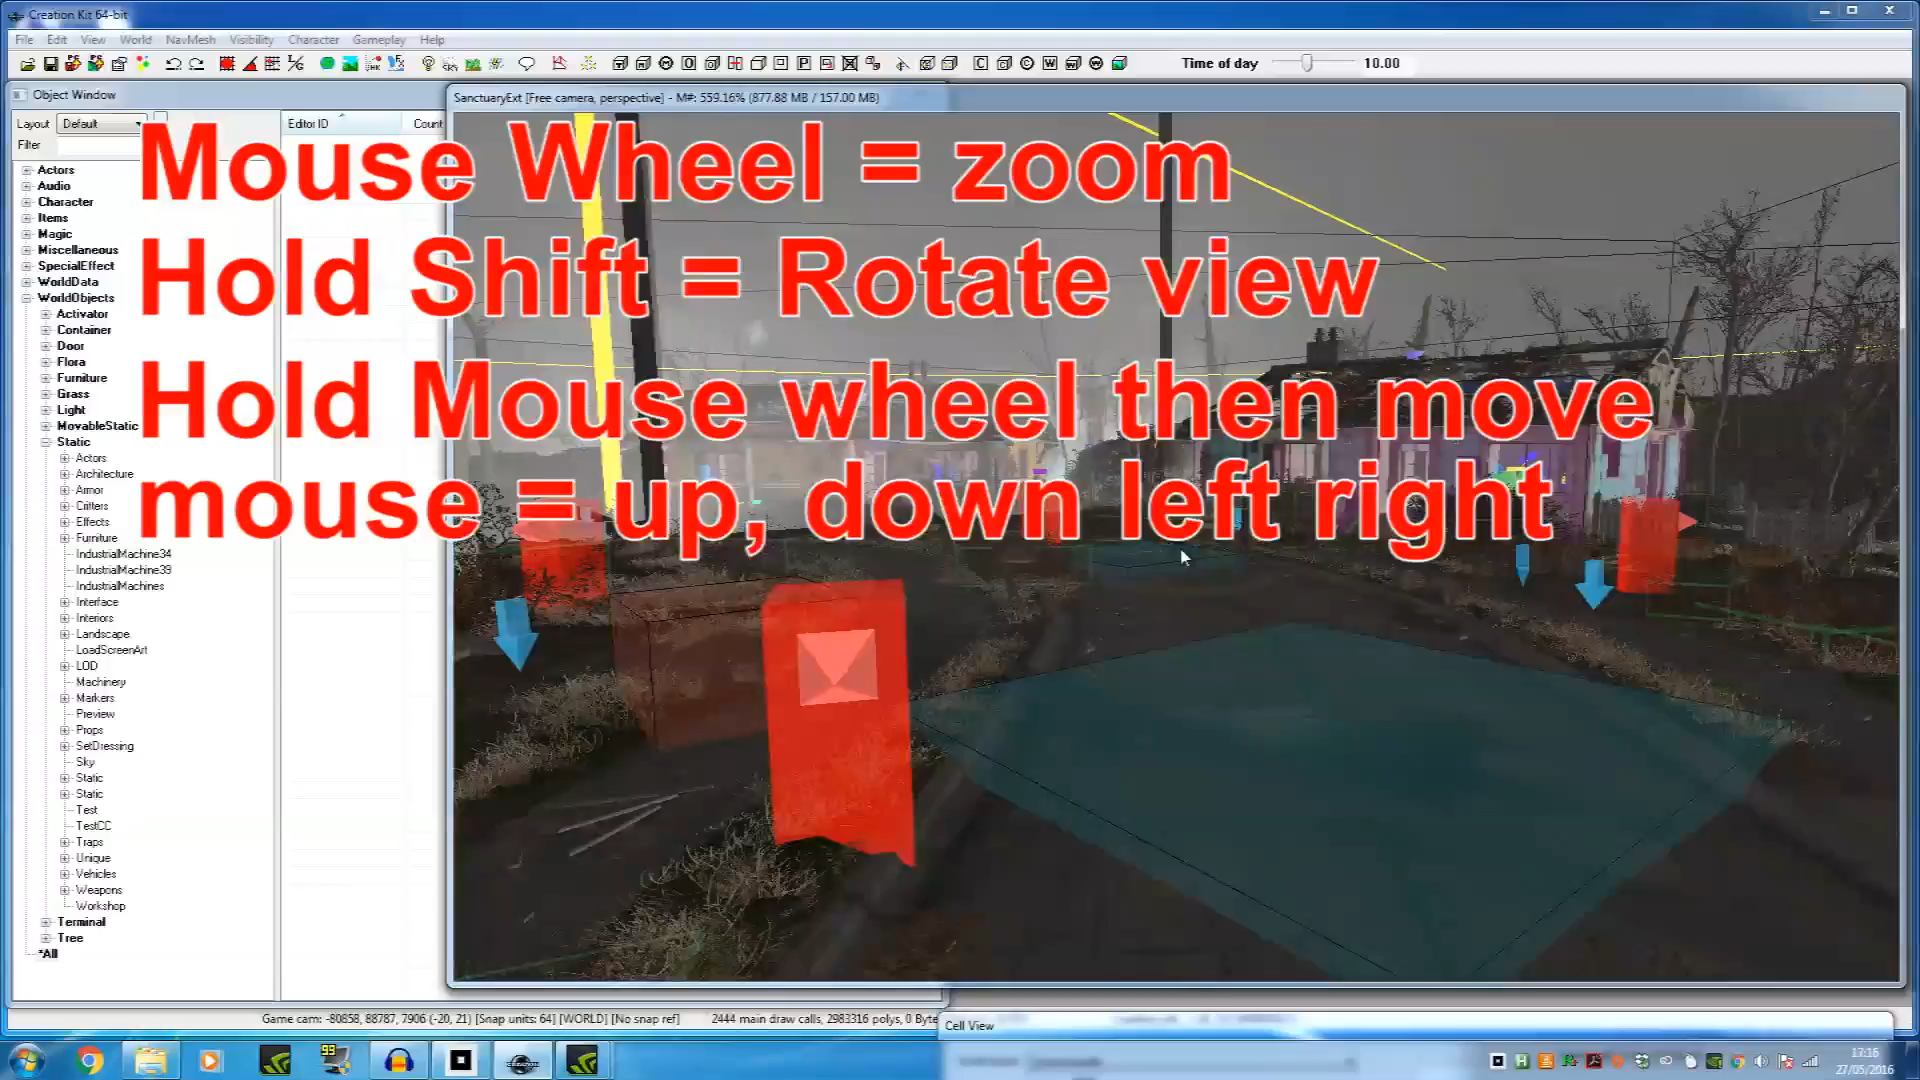 Creation Kit 64-bit
File Edit View World NavMesh Visibility Character Gameplay Help
Time of day 10.00
Object Window
SanctuaryExt [Free camera, perspective] - M#: 559.16% (877.88 MB / 157.00 MB)
Layout Default
Editor ID Count
Filter
Mouse Wheel = zoom
Hold Shift = Rotate view
Hold Mouse wheel then move
mouse = up, down left right
Actors
Audio
Character
Items
Magic
Miscellaneous
SpecialEffect
WorldData
WorldObjects
Activator
Container
Door
Flora
Furniture
Grass
Light
MovableStatic
Static
Actors
Architecture
Armor
Critters
Effects
Furniture
IndustrialMachine34
IndustrialMachine39
IndustrialMachines
Interface
Interiors
Landscape
LoadScreenArt
LOD
Machinery
Markers
Preview
Props
SetDressing
Sky
Static
Static
Test
TestCC
Traps
Unique
Vehicles
Weapons
Workshop
Terminal
Tree
*All
Game cam: -80858, 88787, 7906 (-20, 21) [Snap units: 64] [WORLD] [No snap ref]
2444 main draw calls, 2983316 polys, 0 Byte
Cell View
99
17:16
27/05/2016